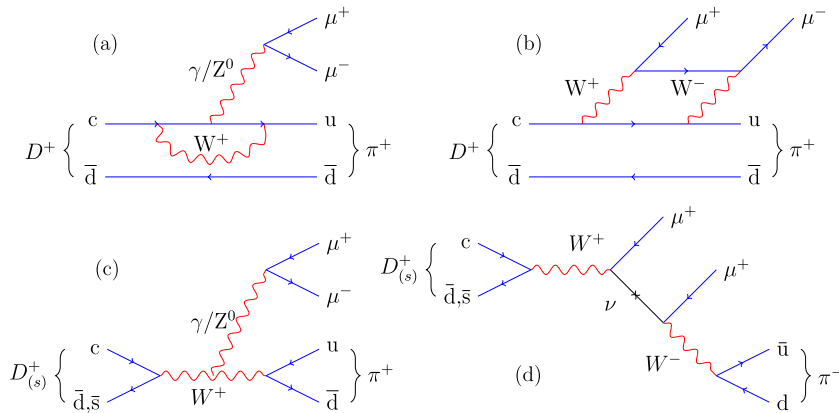 (a)
μ⁺
μ⁻
γ/Z⁰
c
u
W⁺
D⁺
π⁺
d̅
d̅
(b)
μ⁺
μ⁻
W⁺
W⁻
c
u
D⁺
π⁺
d̅
d̅
(c)
μ⁺
μ⁻
γ/Z⁰
c
u
D⁺₍ₛ₎
π⁺
W⁺
d̅,s̅
d̅
μ⁺
W⁺
c
D⁺₍ₛ₎
d̅,s̅
μ⁺
ν
W⁻
u̅
(d)
π⁻
d